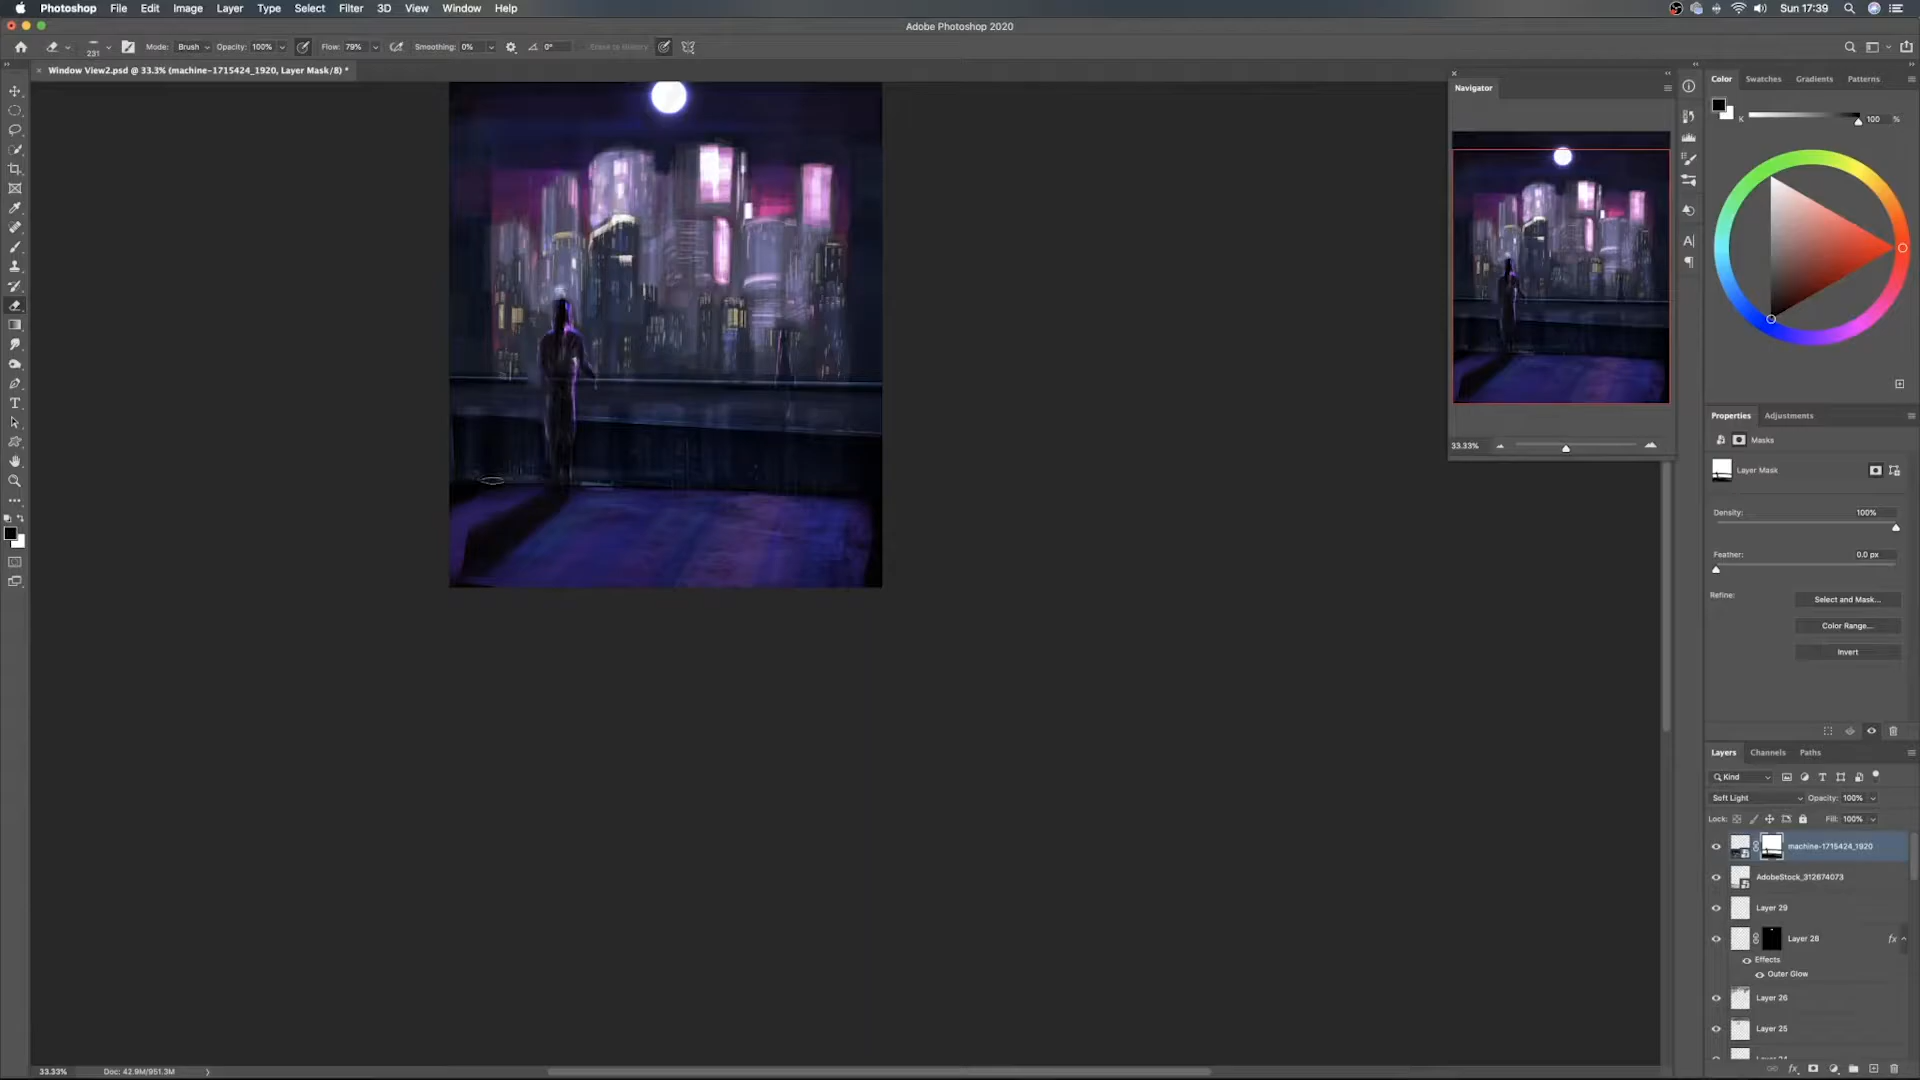 Photoshop File Edit Image Layer Type Select Filter 3D View Window Help Sun 17:39
Adobe Photoshop 2020
231 Mode: Brush Opacity: 100% Flow: 79% Smoothing: 0% 0° Erase to History
× Window View2.psd @ 33.3% (machine-1715424_1920, Layer Mask/8) *
Navigator
33.33%
Color Swatches Gradients Patterns
K 100 %
Properties Adjustments
Masks
Layer Mask
Density: 100%
Feather: 0.0 px
Refine: Select and Mask...
Color Range...
Invert
Layers Channels Paths
Kind
Soft Light Opacity: 100%
Lock: Fill: 100%
machine-1715424_1920
AdobeStock_312674073
Layer 29
Layer 28 fx
Effects
Outer Glow
Layer 26
Layer 25
33.33% Doc: 42.9M/951.3M